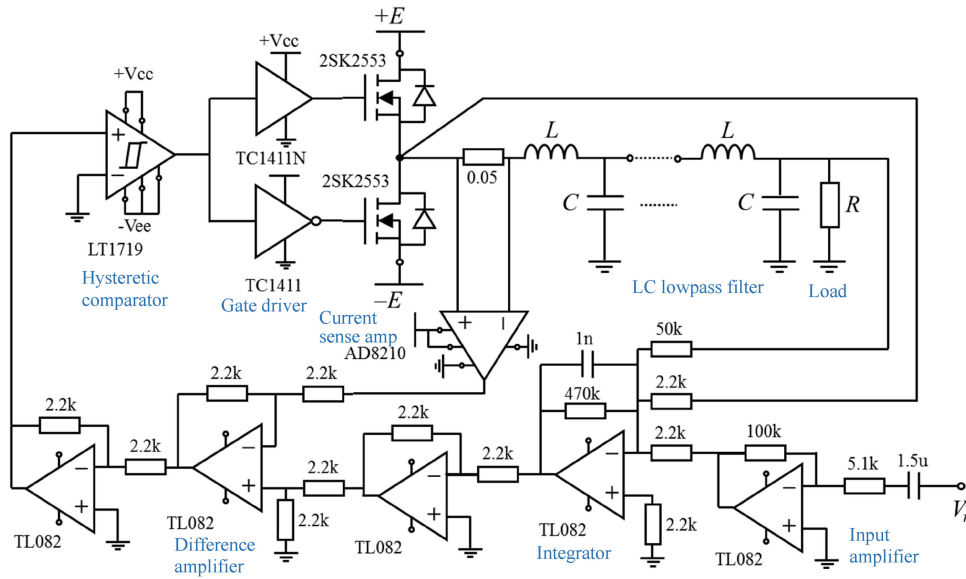 +E
+Vcc
2SK2553
+Vcc
+
−
TC1411N
L
L
0.05
2SK2553
C
C
R
-Vee
LT1719
Hysteretic
comparator
TC1411
Gate driver
−E
LC lowpass filter
Load
Current
sense amp
+
−
AD8210
1n
50k
2.2k
2.2k
470k
2.2k
2.2k
2.2k
2.2k
100k
2.2k
2.2k
2.2k
5.1k
1.5u
−
+
−
+
2.2k
−
+
−
+
2.2k
−
+
TL082
TL082
Difference
amplifier
TL082
TL082
Integrator
TL082
Input
amplifier